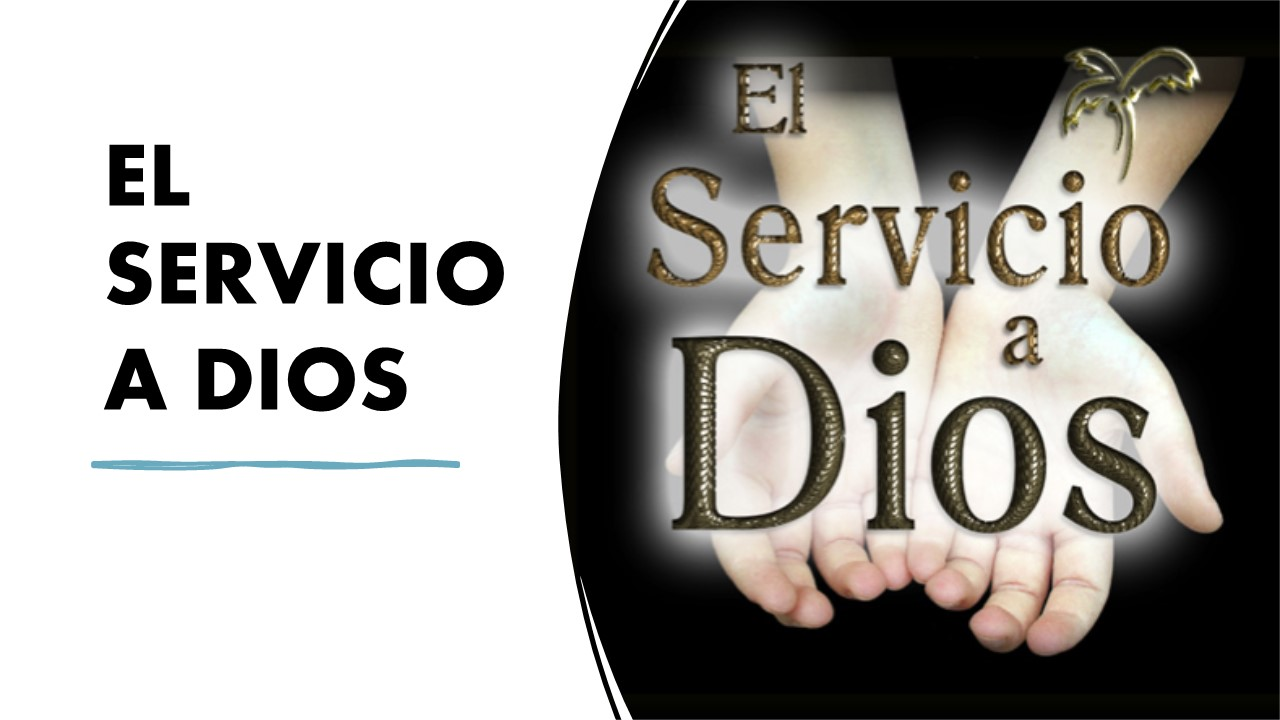 EL
SERVICIO
A DIOS
El
Servicio
a
Dios